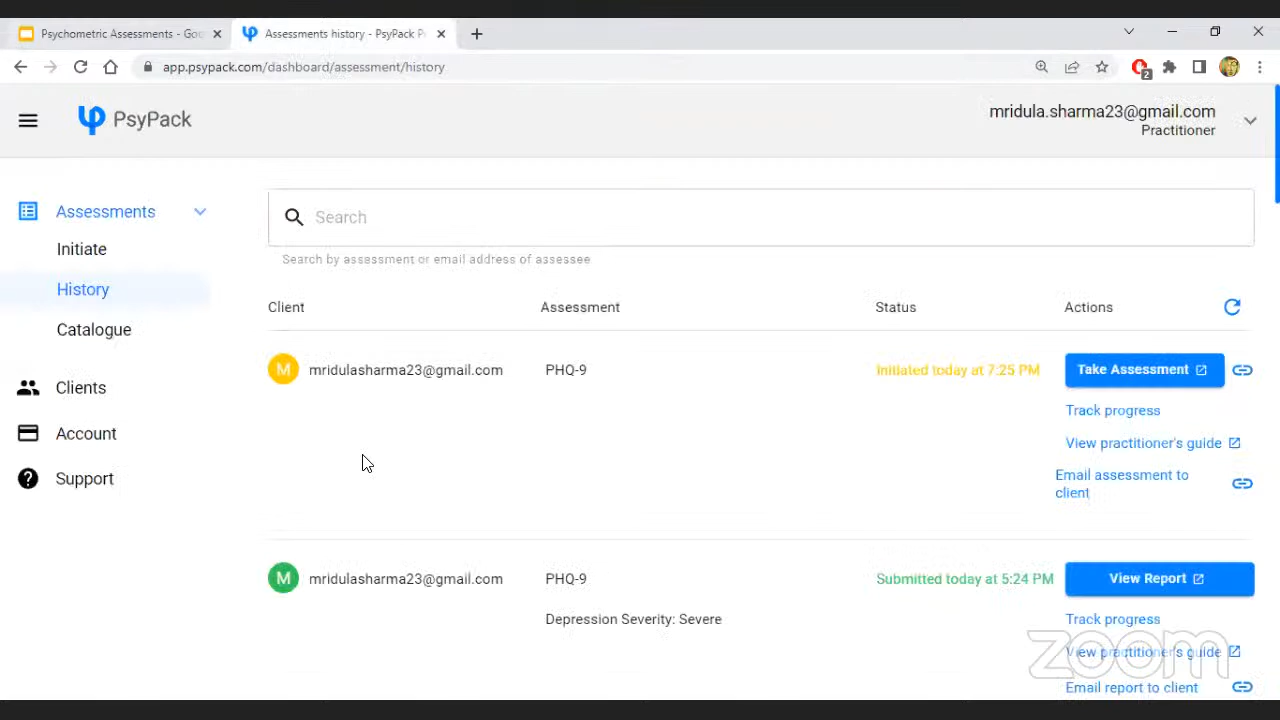 Psychometric Assessments - Goo
Assessments history - PsyPack P
app.psypack.com/dashboard/assessment/history
2
PsyPack
mridula.sharma23@gmail.com
Practitioner
Assessments
Initiate
History
Catalogue
Clients
Account
Support
Search
Search by assessment or email address of assessee
Client Assessment Status Actions
M mridulasharma23@gmail.com PHQ-9 Initiated today at 7:25 PM Take Assessment
Track progress
View practitioner's guide
Email assessment to
client
M mridulasharma23@gmail.com PHQ-9 Submitted today at 5:24 PM View Report
Depression Severity: Severe Track progress
View practitioner's guide
Email report to client
zoom